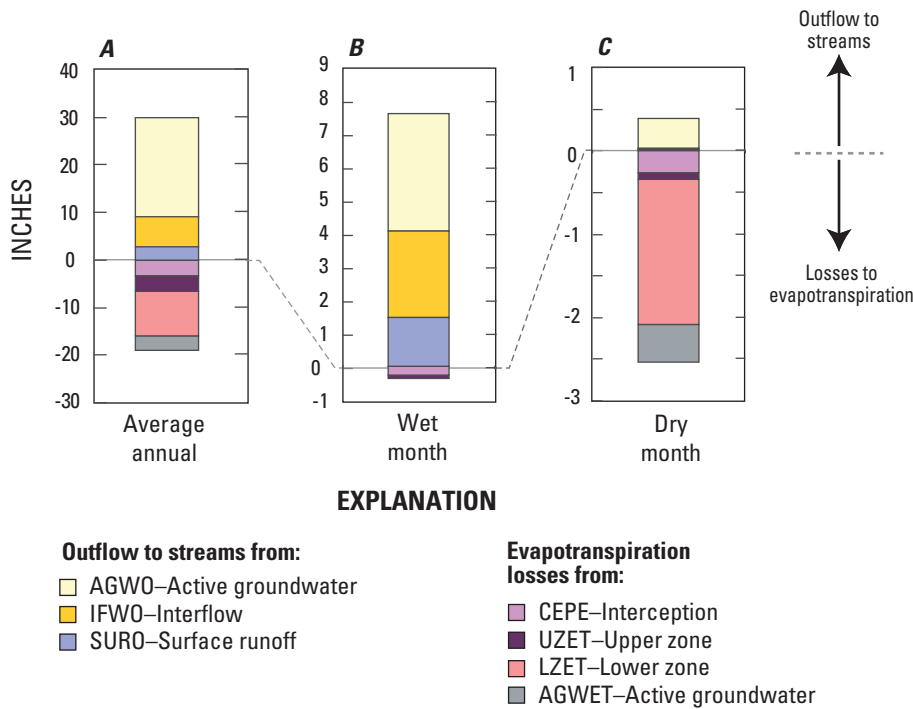 A
B
C
Outflow to
streams
INCHES
40
30
20
10
0
-10
-20
-30
9
8
7
6
5
4
3
2
1
0
-1
1
0
-1
-2
-3
Losses to
evapotranspiration
Average
annual
Wet
month
Dry
month
EXPLANATION
Outflow to streams from:
AGWO–Active groundwater
IFWO–Interflow
SURO–Surface runoff
Evapotranspiration
losses from:
CEPE–Interception
UZET–Upper zone
LZET–Lower zone
AGWET–Active groundwater